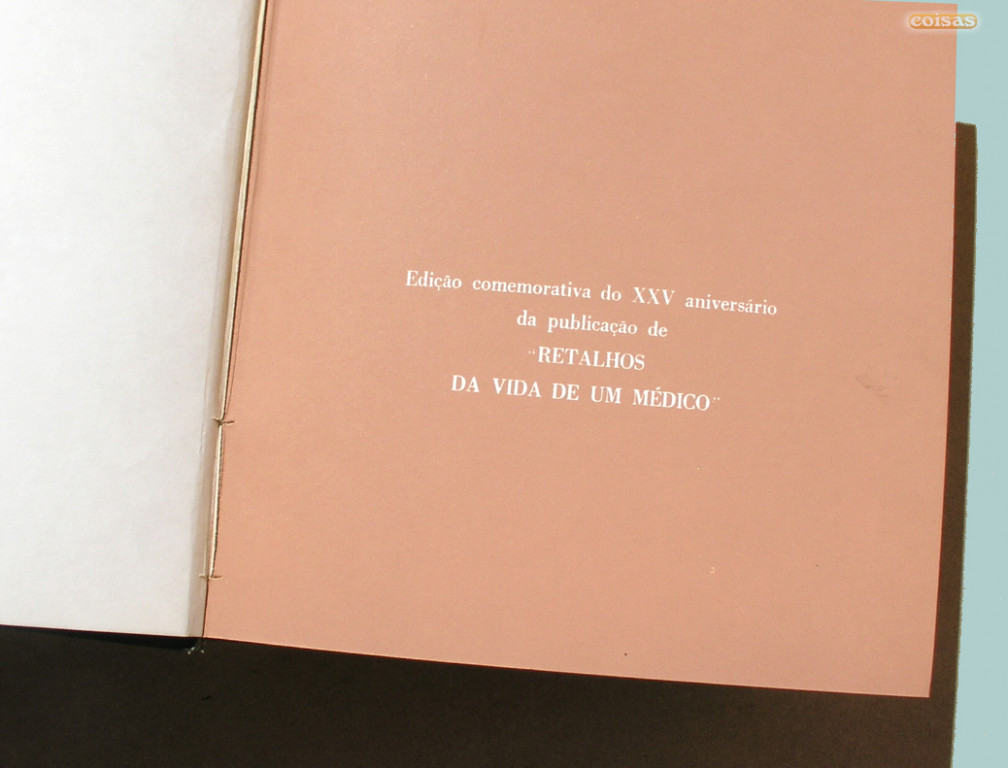 coisas
Edição comemorativa do XXV aniversário
da publicação de
"RETALHOS
DA VIDA DE UM MÉDICO"